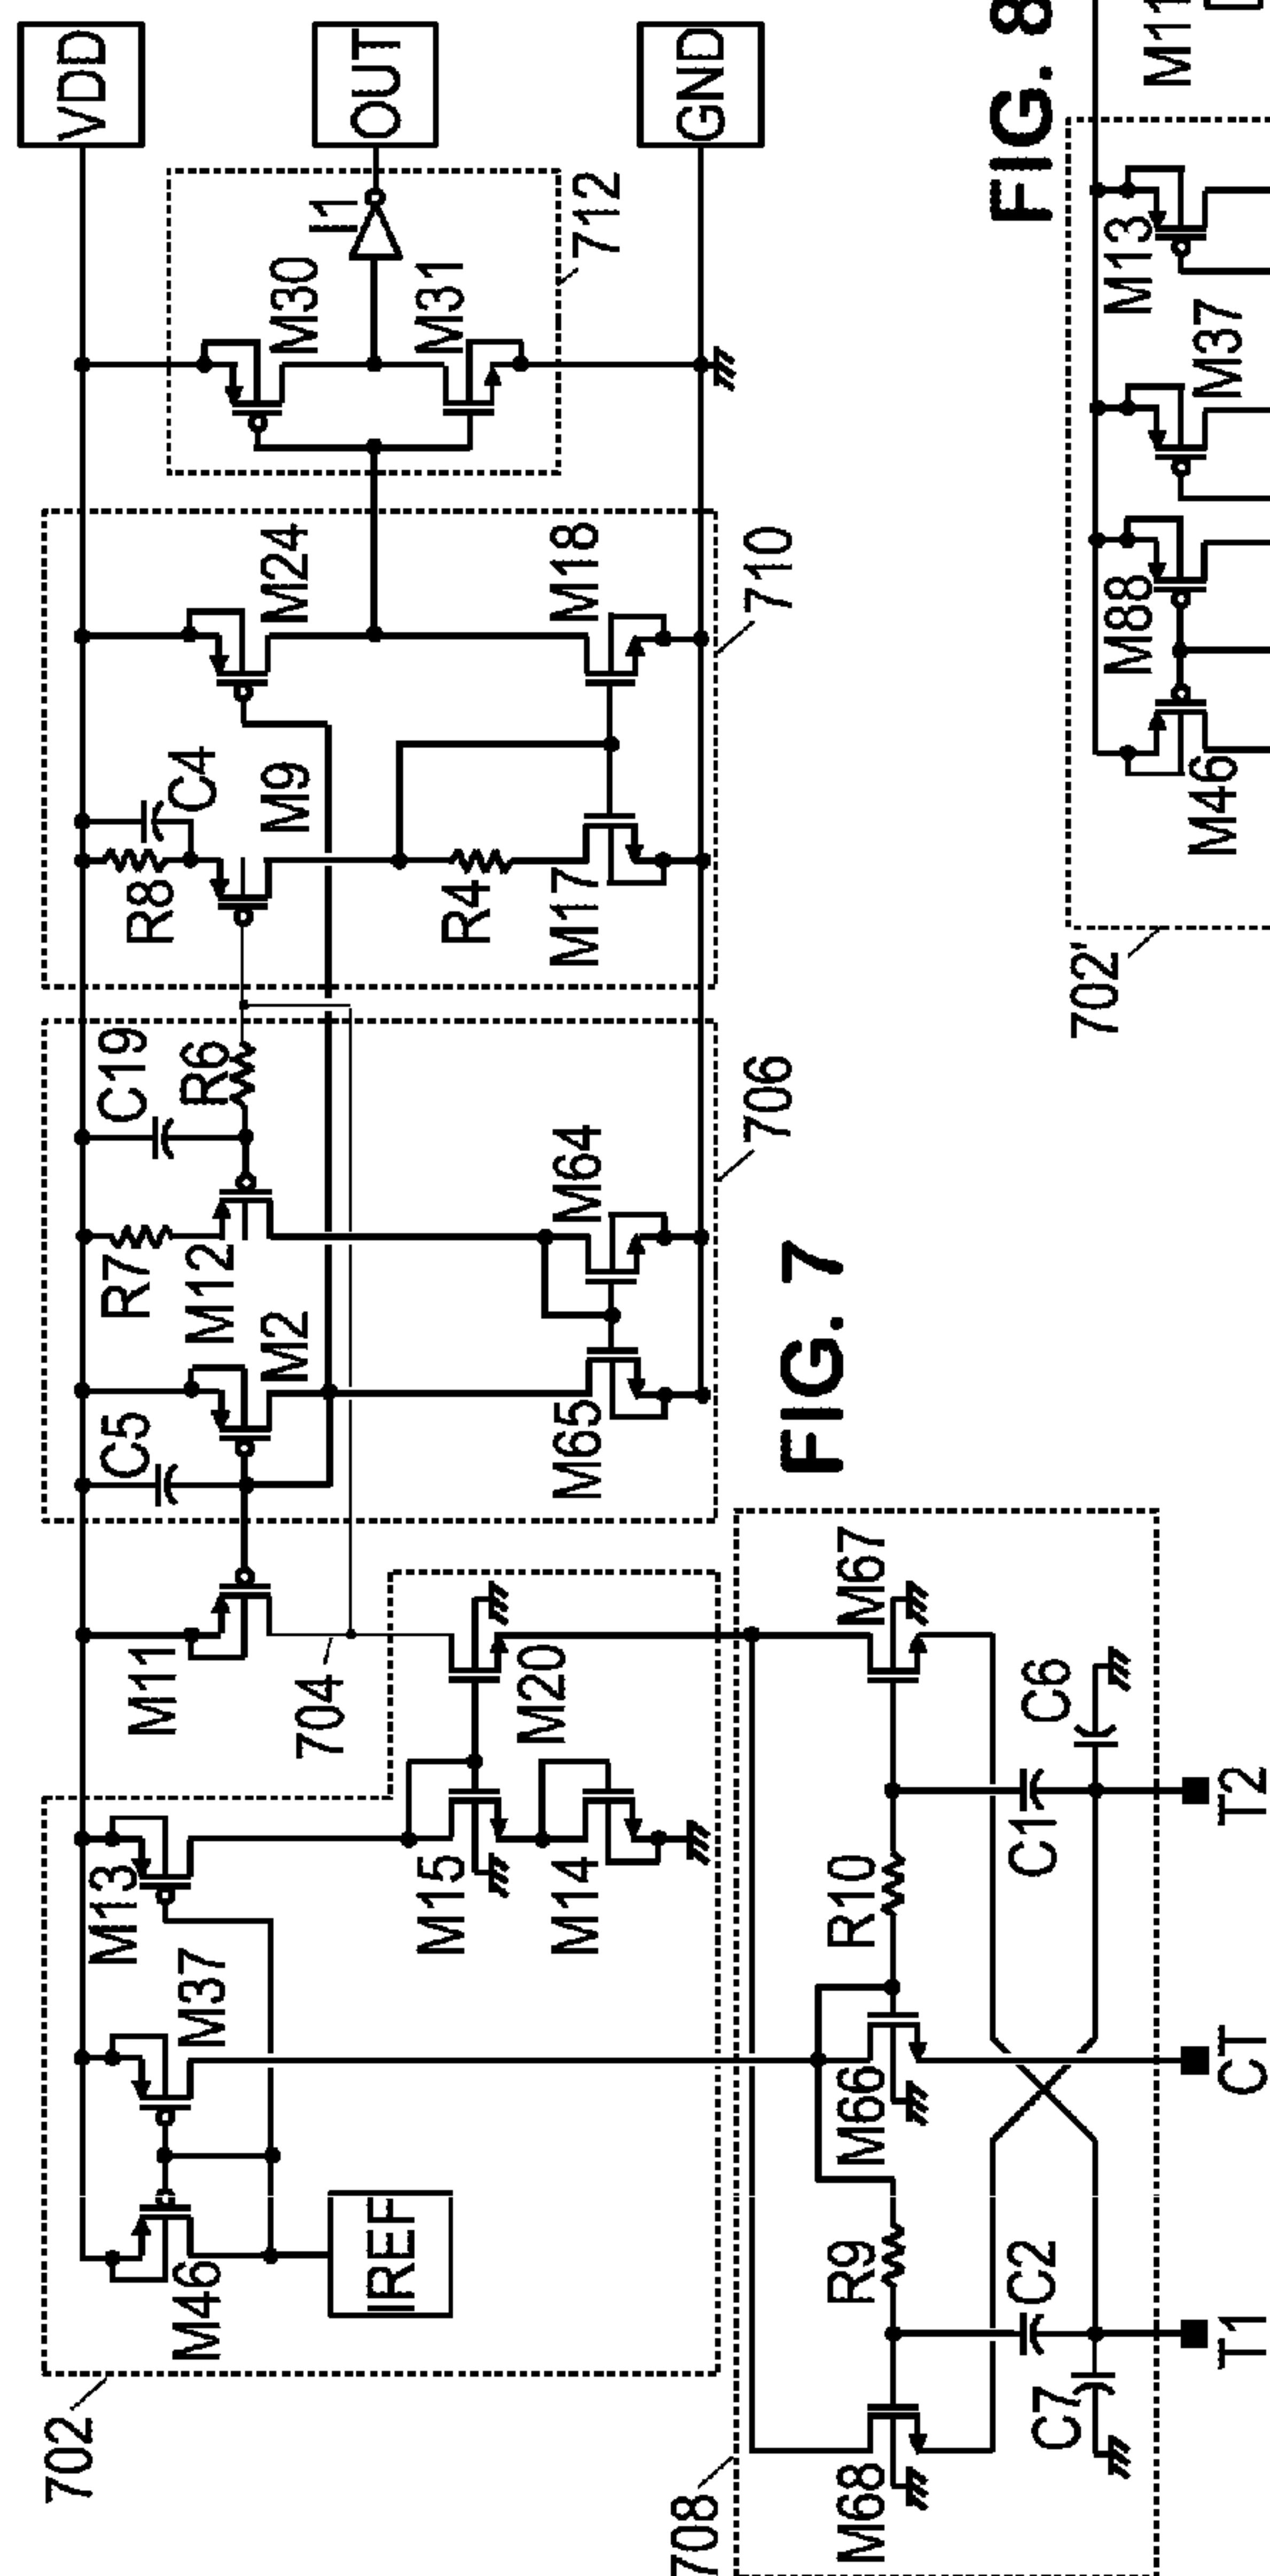 VDD
OUT
GND
I1
M30
M31
712
M24
M18
C4
M9
R8
R4
M17
710
C19
R6
R7
M12
M64
C5
M2
M65
706
FIG. 7
M11
704
M20
M13
M37
M15
M14
M46
IREF
702
M67
C6
R10
C1
T2
M66
CT
R9
C2
C7
T1
M68
708
FIG. 8
M11
M13
M37
M88
M46
702'